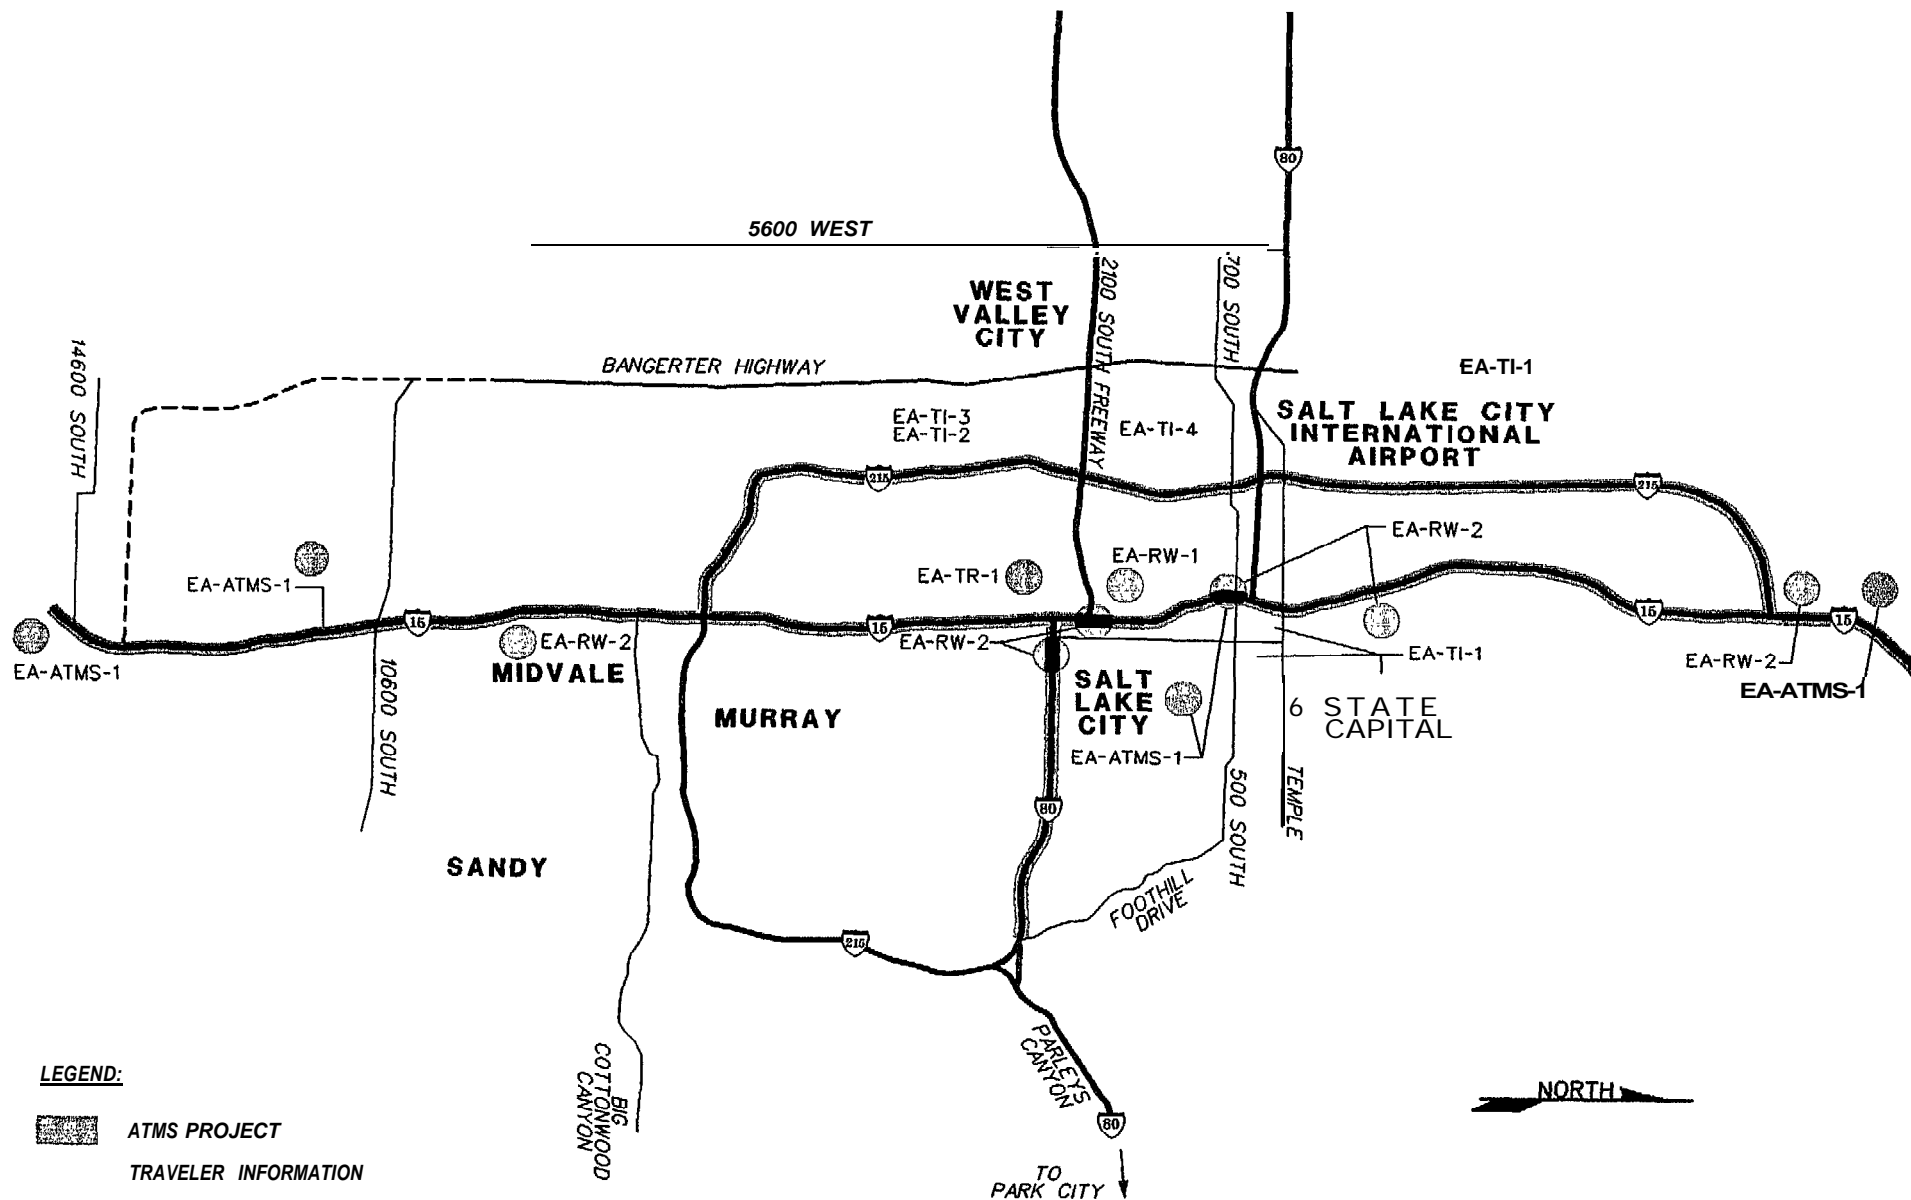 80
5600 WEST
2100 SOUTH FREEWAY
700 SOUTH
WEST
VALLEY
CITY
14600 SOUTH
BANGERTER HIGHWAY
EA-TI-1
EA-TI-3
EA-TI-2
EA-TI-4
SALT LAKE CITY
INTERNATIONAL
AIRPORT
215
215
EA-RW-2
EA-RW-1
EA-TR-1
EA-ATMS-1
15
15
15
15
EA-ATMS-1
EA-RW-2
MIDVALE
EA-RW-2
EA-TI-1
EA-RW-2
EA-ATMS-1
10600 SOUTH
MURRAY
SALT
LAKE
CITY
6 STATE
CAPITAL
EA-ATMS-1
500 SOUTH
TEMPLE
80
SANDY
FOOTHILL
DRIVE
215
PARLEYS
CANYON
BIG
COTTONWOOD
CANYON
80
TO
PARK CITY
NORTH
LEGEND:
ATMS PROJECT
TRAVELER INFORMATION